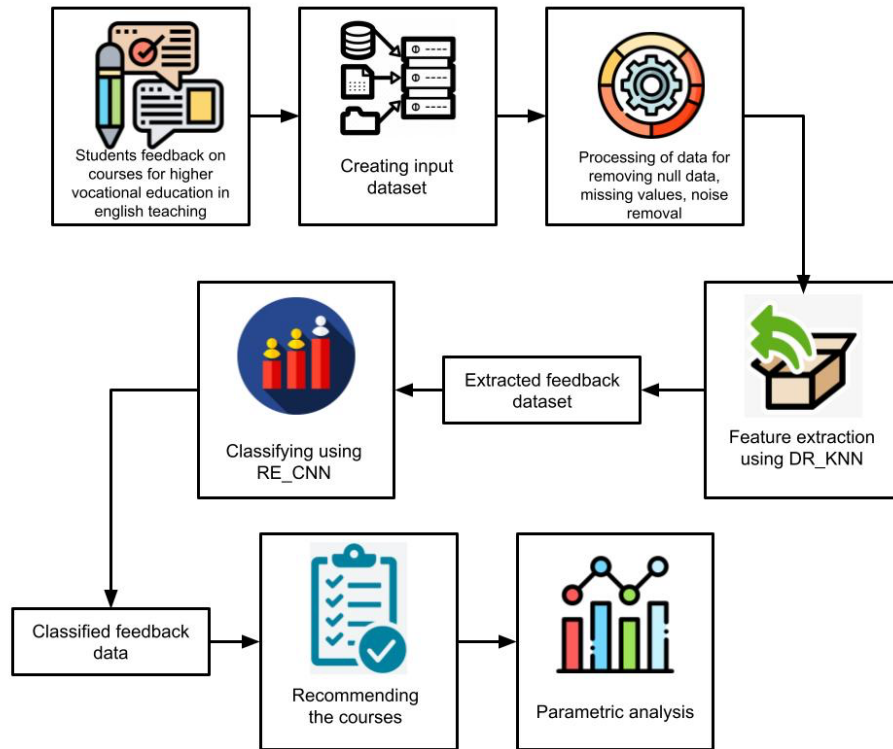 Students feedback on
courses for higher
vocational education in
english teaching
Creating input
dataset
Processing of data for
removing null data,
missing values, noise
removal
Feature extraction
using DR_KNN
Extracted feedback
dataset
Classifying using
RE_CNN
Classified feedback
data
Recommending
the courses
Parametric analysis